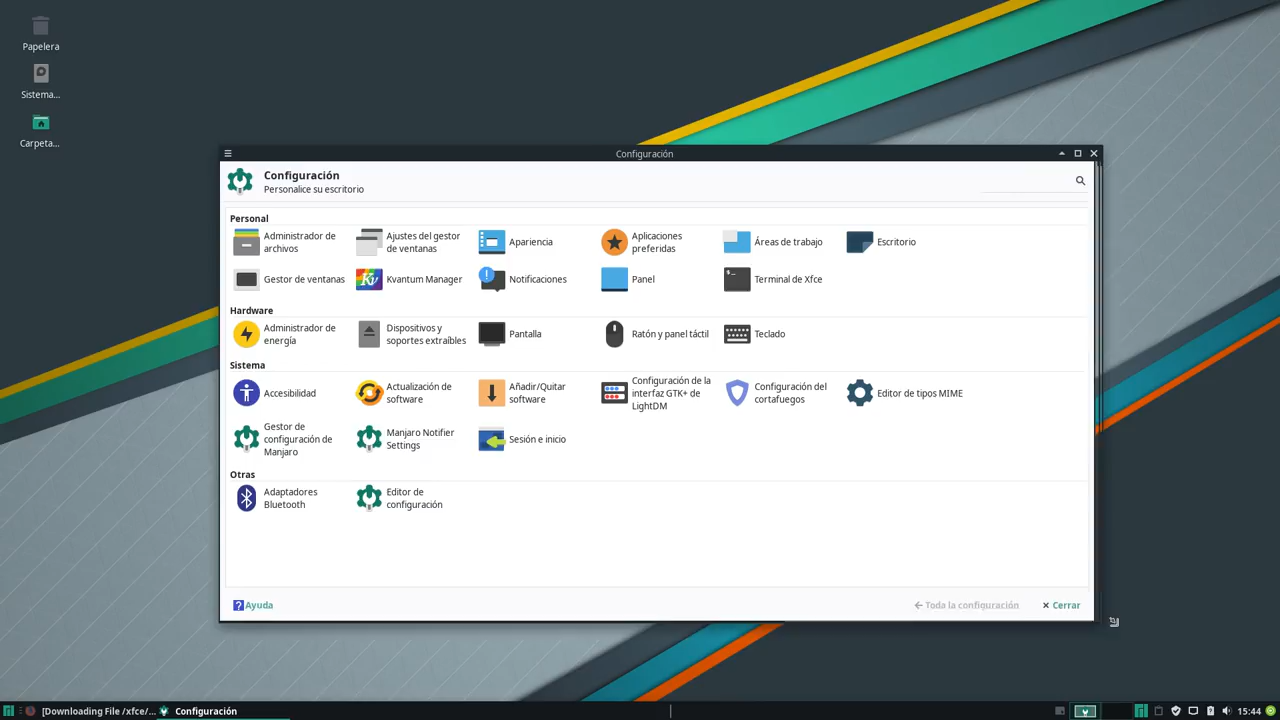 Papelera
Sistema...
Carpeta...
Configuración
Configuración
Personalice su escritorio
Personal
Administrador de
archivos
Ajustes del gestor
de ventanas
Apariencia
Aplicaciones
preferidas
Áreas de trabajo
Escritorio
Gestor de ventanas
Kv
Kvantum Manager
Notificaciones
Panel
Terminal de Xfce
Hardware
Administrador de
energía
Dispositivos y
soportes extraíbles
Pantalla
Ratón y panel táctil
Teclado
Sistema
Accesibilidad
Actualización de
software
Añadir/Quitar
software
Configuración de la
interfaz GTK+ de
LightDM
Configuración del
cortafuegos
Editor de tipos MIME
Gestor de
configuración de
Manjaro
Manjaro Notifier
Settings
Sesión e inicio
Otras
Adaptadores
Bluetooth
Editor de
configuración
Ayuda
Toda la configuración
Cerrar
[Downloading File /xfce/...
Configuración
15:44